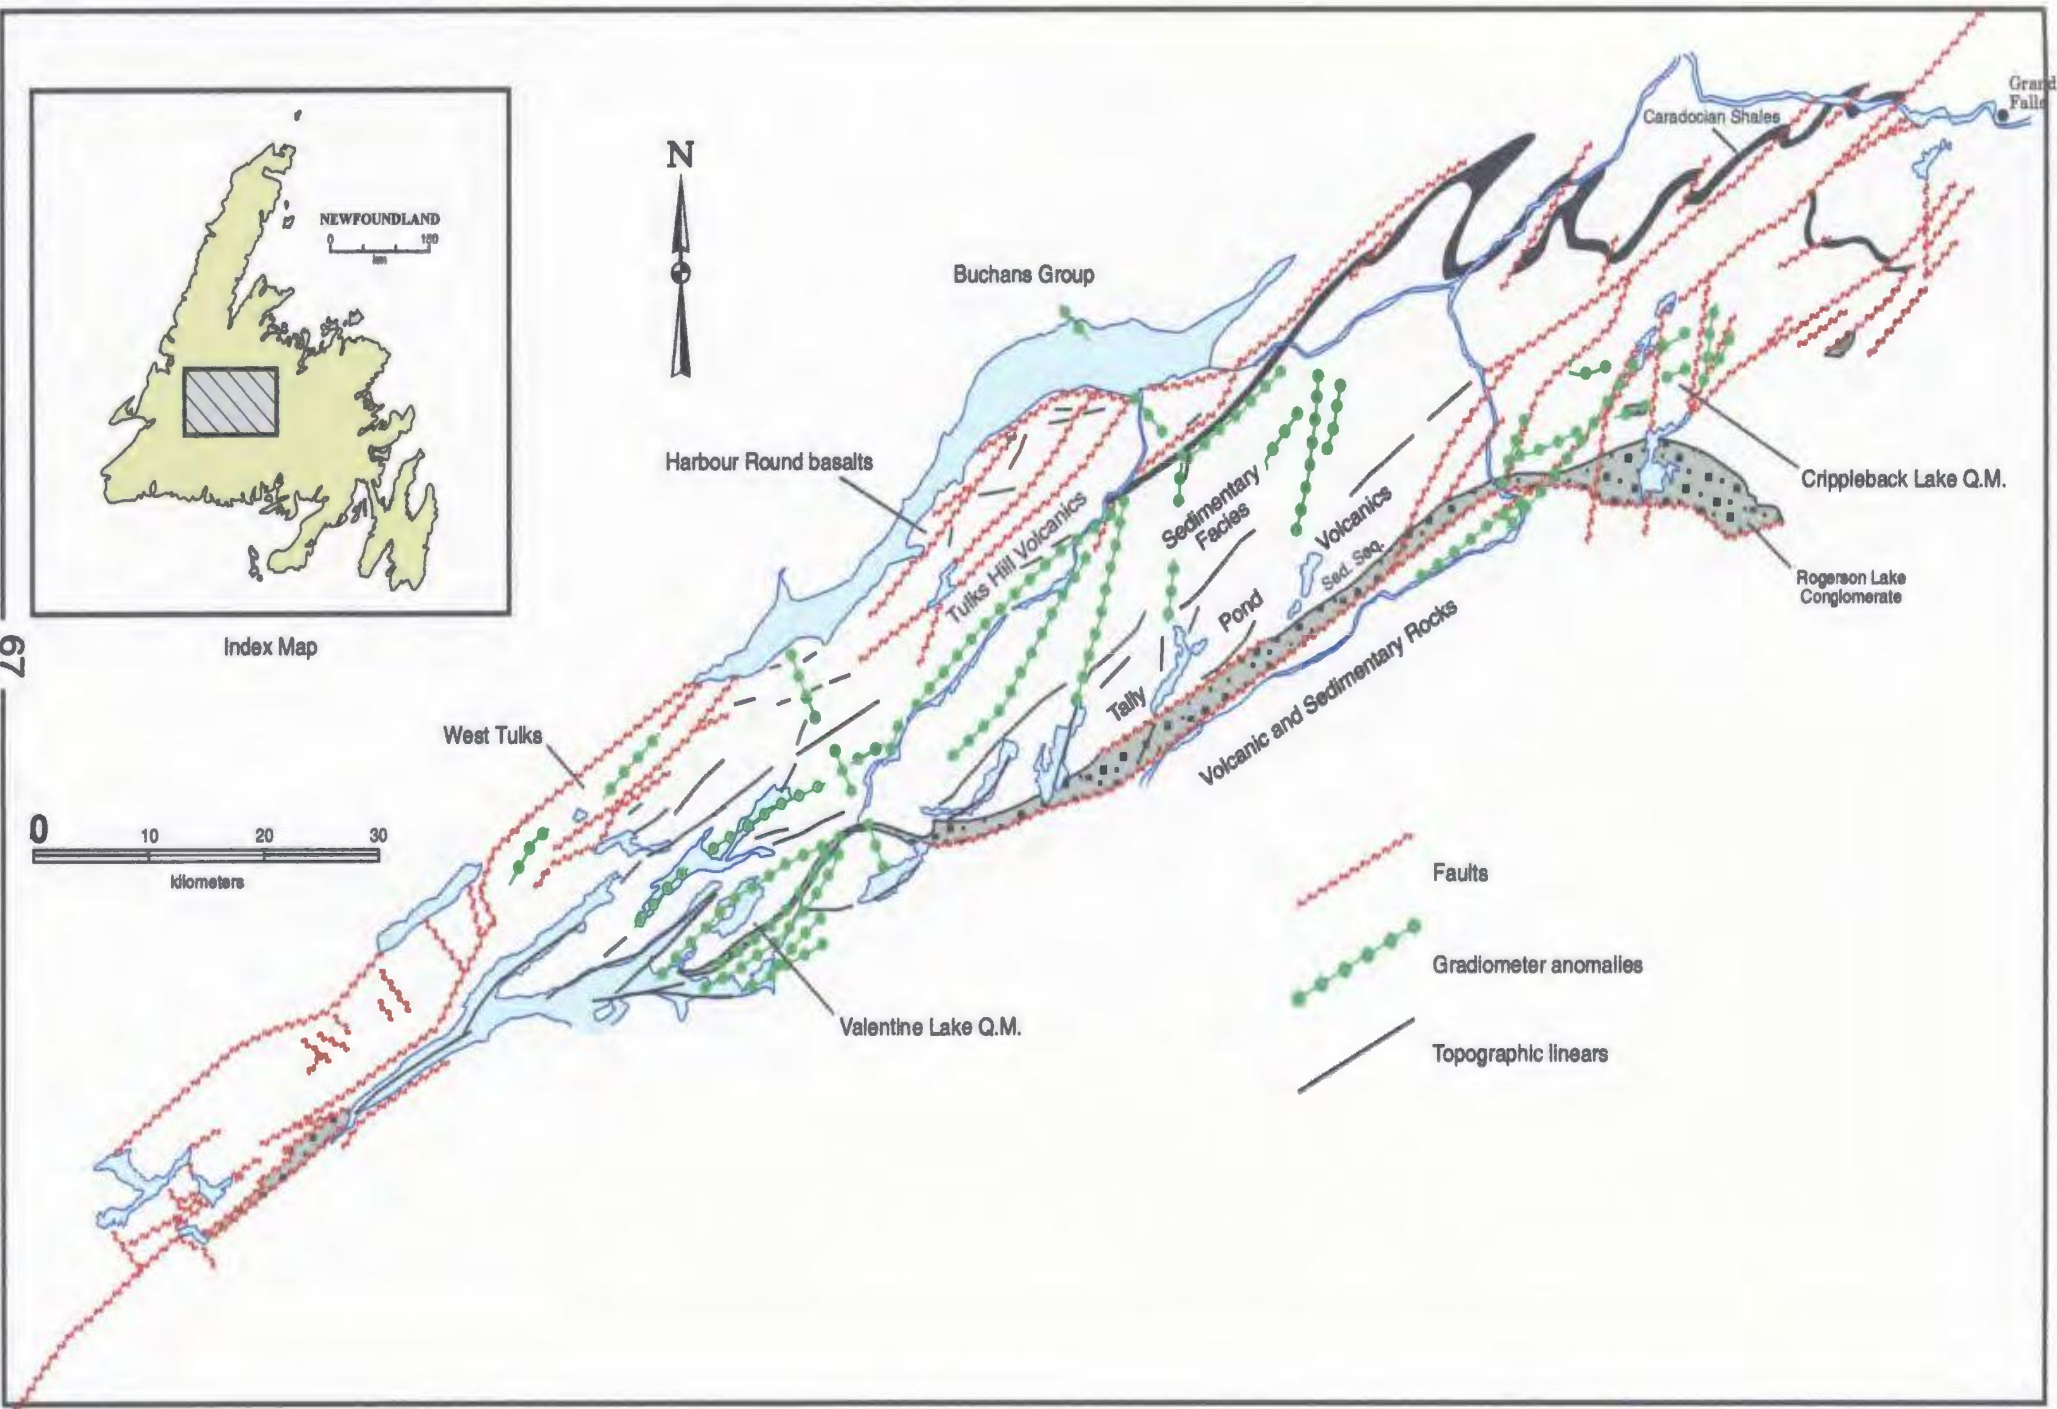 NEWFOUNDLAND
0 150
km
Index Map
N
Grand
Falls
Caradocian Shales
Buchans Group
Harbour Round basalts
Tulks Hill Volcanics
Sedimentary
Facies
Volcanics
Sed. Seq.
Pond
Tally
Crippleback Lake Q.M.
Rogerson Lake
Conglomerate
Volcanic and Sedimentary Rocks
West Tulks
0 10 20 30
kilometers
Valentine Lake Q.M.
Faults
Gradiometer anomalies
Topographic linears
67